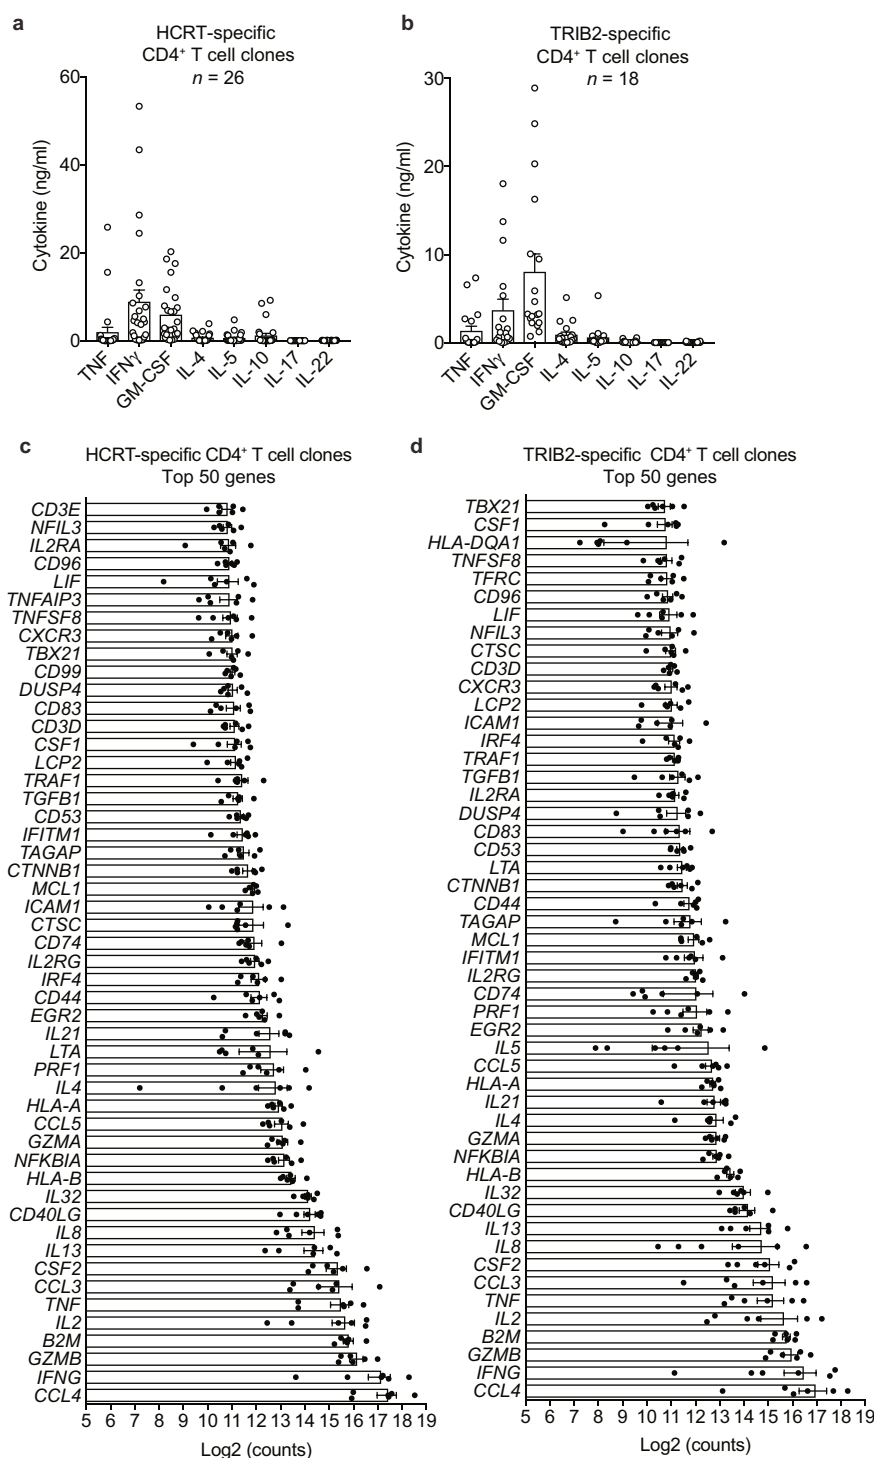 a
HCRT-specific
CD4⁺ T cell clones
n = 26
60
40
20
0
Cytokine (ng/ml)
TNF
IFNγ
GM-CSF
IL-4
IL-5
IL-10
IL-17
IL-22
b
TRIB2-specific
CD4⁺ T cell clones
n = 18
30
20
10
0
Cytokine (ng/ml)
TNF
IFNγ
GM-CSF
IL-4
IL-5
IL-10
IL-17
IL-22
c
HCRT-specific CD4⁺ T cell clones
Top 50 genes
CD3E
NFIL3
IL2RA
CD96
LIF
TNFAIP3
TNFSF8
CXCR3
TBX21
CD99
DUSP4
CD83
CD3D
CSF1
LCP2
TRAF1
TGFB1
CD53
IFITM1
TAGAP
CTNNB1
MCL1
ICAM1
CTSC
CD74
IL2RG
IRF4
CD44
EGR2
IL21
LTA
PRF1
IL4
HLA-A
CCL5
GZMA
NFKBIA
HLA-B
IL32
CD40LG
IL8
IL13
CSF2
CCL3
TNF
IL2
B2M
GZMB
IFNG
CCL4
5 6 7 8 9 10 11 12 13 14 15 16 17 18 19
Log2 (counts)
d
TRIB2-specific CD4⁺ T cell clones
Top 50 genes
TBX21
CSF1
HLA-DQA1
TNFSF8
TFRC
CD96
LIF
NFIL3
CTSC
CD3D
CXCR3
LCP2
ICAM1
IRF4
TRAF1
TGFB1
IL2RA
DUSP4
CD83
CD53
LTA
CTNNB1
CD44
TAGAP
MCL1
IFITM1
IL2RG
CD74
PRF1
EGR2
IL5
CCL5
HLA-A
IL21
IL4
GZMA
NFKBIA
HLA-B
IL32
CD40LG
IL13
IL8
CSF2
CCL3
TNF
IL2
B2M
GZMB
IFNG
CCL4
5 6 7 8 9 10 11 12 13 14 15 16 17 18 19
Log2 (counts)